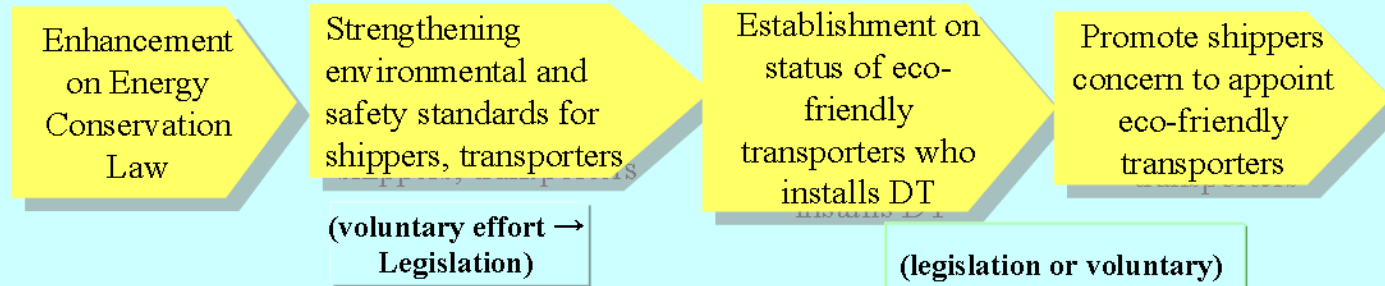 Enhancement
on Energy
Conservation
Law
Strengthening
environmental and
safety standards for
shippers, transporters
(voluntary effort →
Legislation)
Establishment on
status of eco-
friendly
transporters who
installs DT
Promote shippers
concern to appoint
eco-friendly
transporters
(legislation or voluntary)